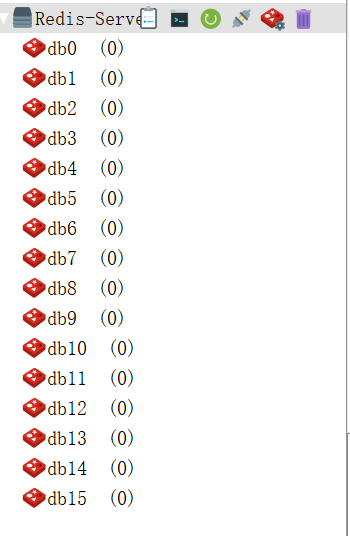 Redis-Serve
db0 (0)
db1 (0)
db2 (0)
db3 (0)
db4 (0)
db5 (0)
db6 (0)
db7 (0)
db8 (0)
db9 (0)
db10 (0)
db11 (0)
db12 (0)
db13 (0)
db14 (0)
db15 (0)